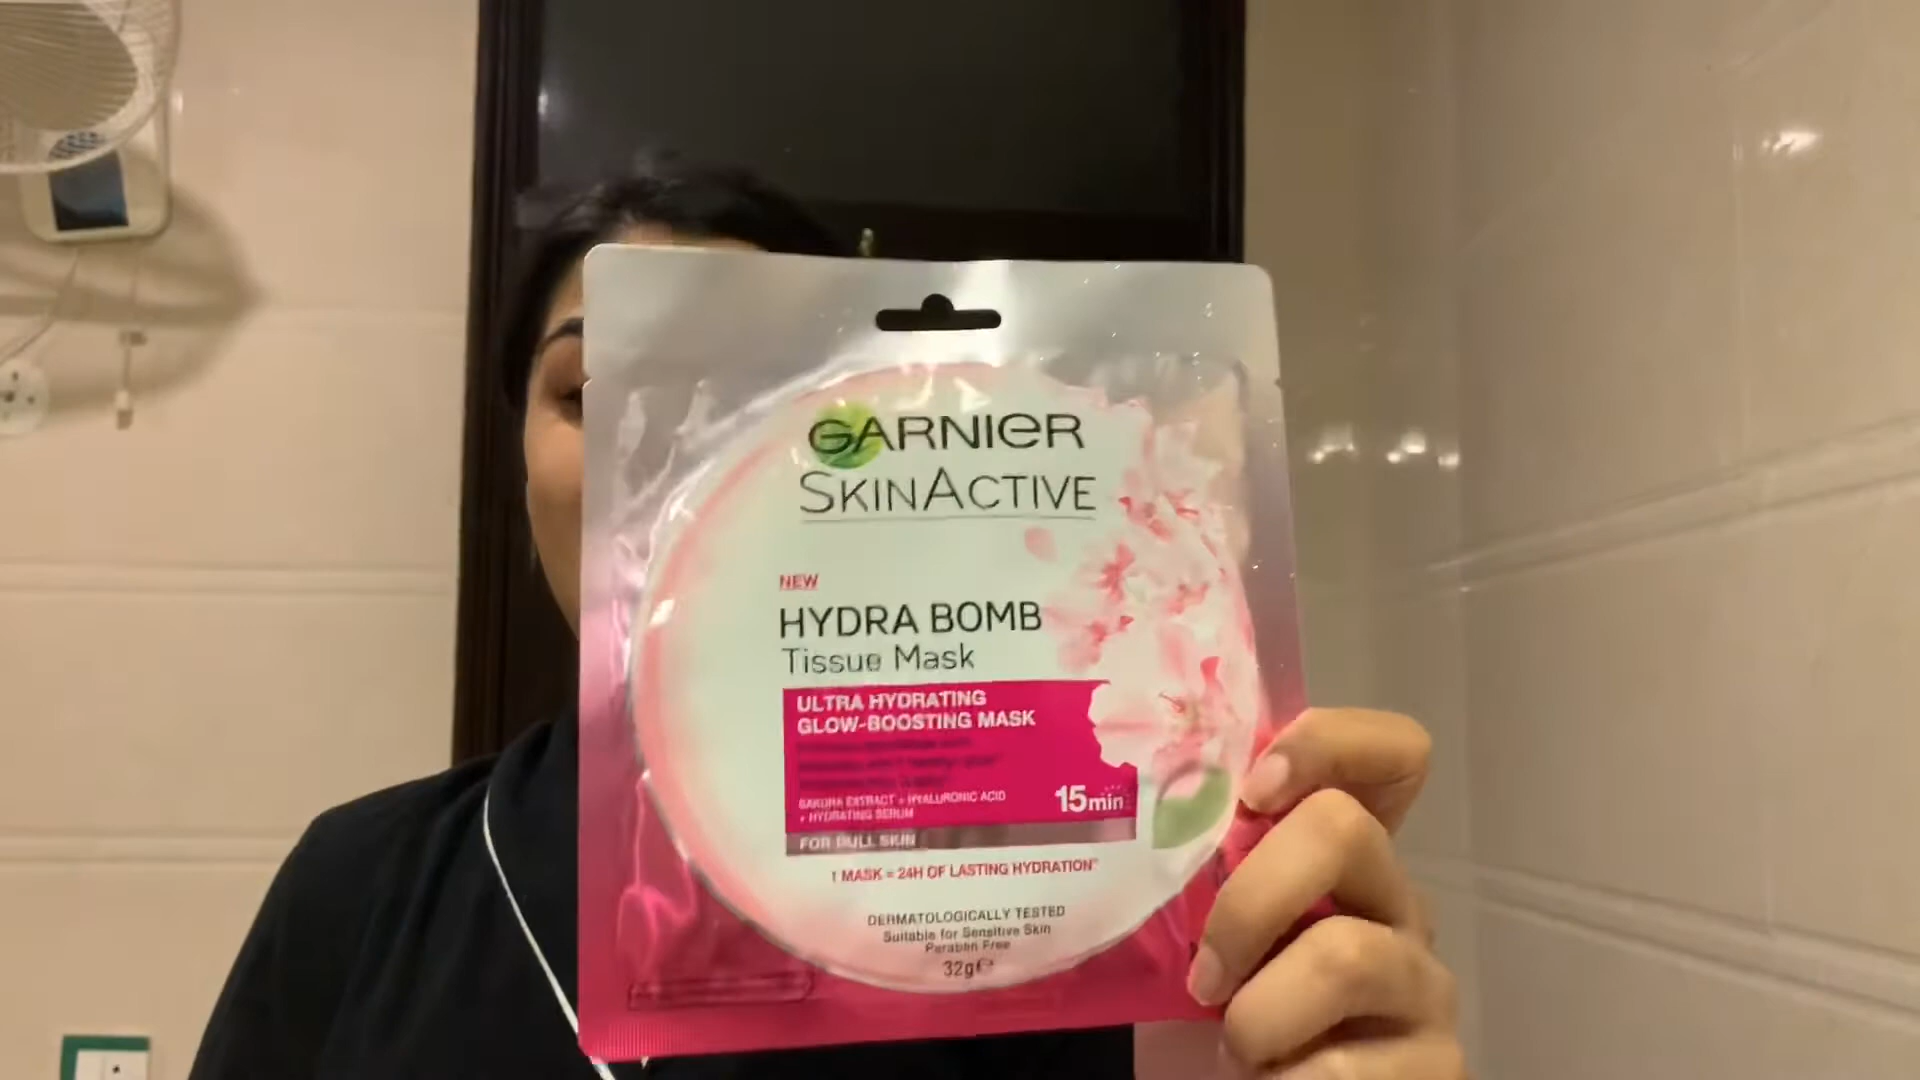 GARNIER
SKINACTIVE
NEW
HYDRA BOMB
Tissue Mask
ULTRA HYDRATING
GLOW-BOOSTING MASK
SAKURA EXTRACT + HYALURONIC ACID
+ HYDRATING SERUM
15min
FOR DULL SKIN
1 MASK = 24H OF LASTING HYDRATION*
DERMATOLOGICALLY TESTED
Suitable for Sensitive Skin
Paraben Free
32g℮